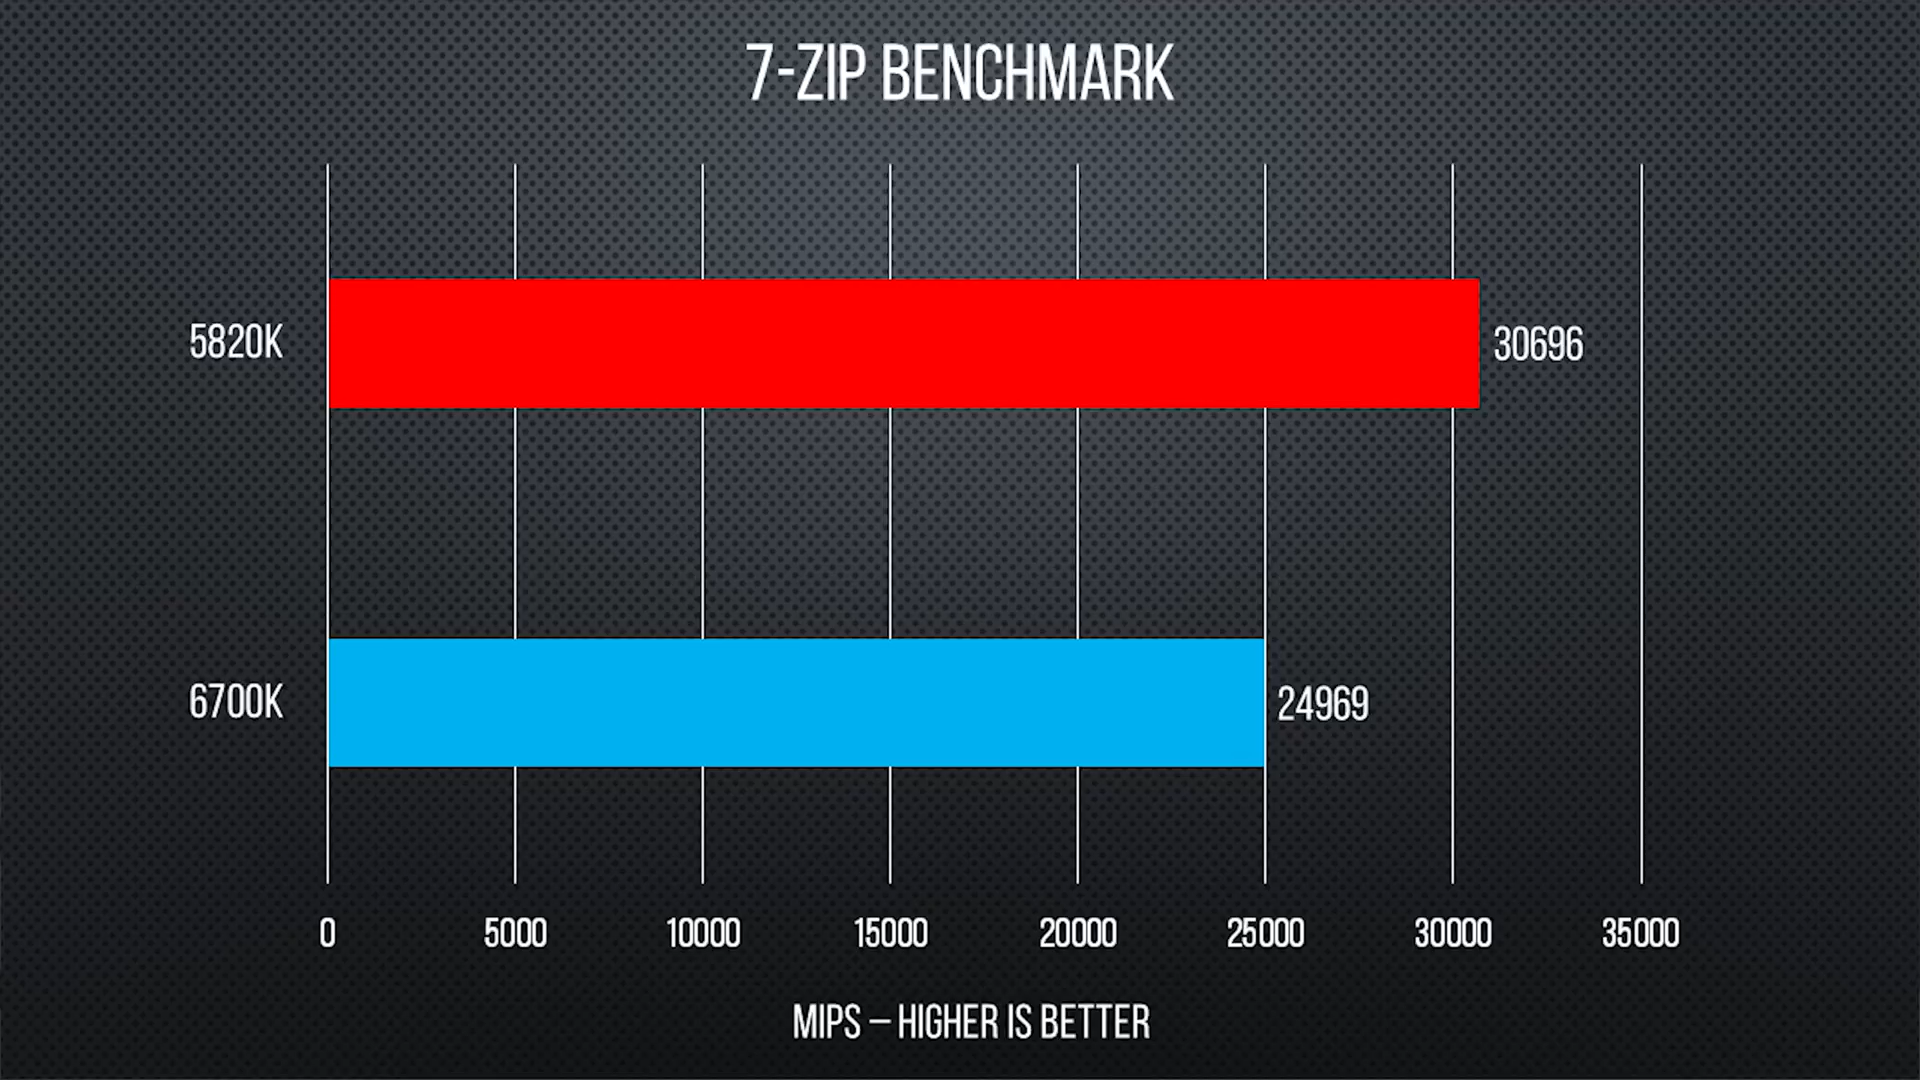 7-ZIP BENCHMARK
5820K
30696
6700K
24969
0 5000 10000 15000 20000 25000 30000 35000
MIPS – HIGHER IS BETTER